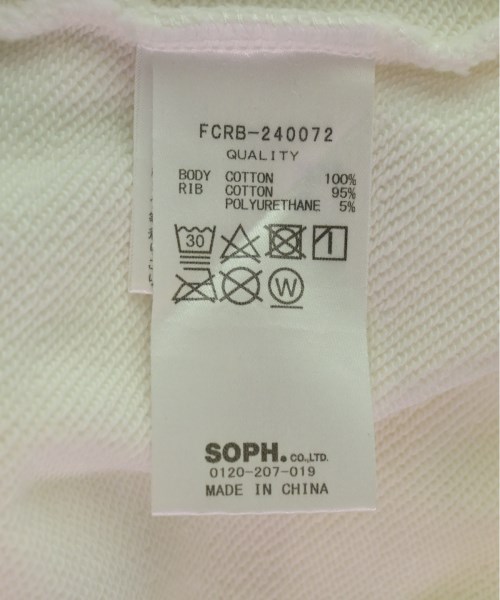 FCRB-240072
QUALITY
BODY COTTON 100%
RIB COTTON 95%
POLYURETHANE 5%
30
W
SOPH. CO.,LTD.
0120-207-019
MADE IN CHINA